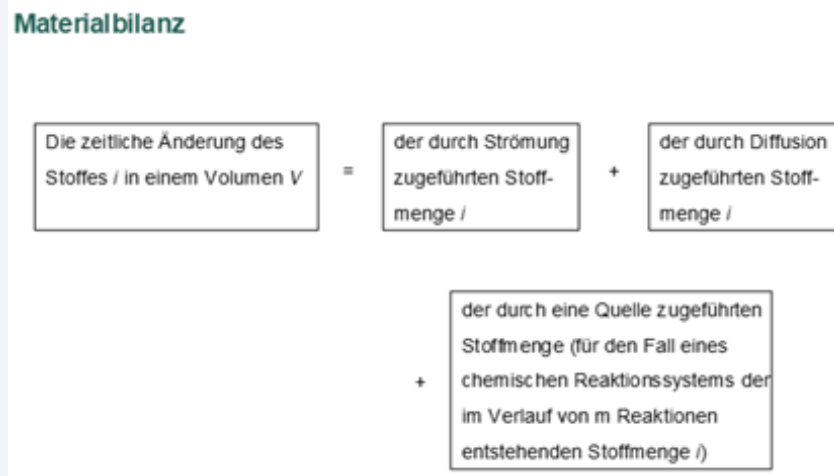 Materialbilanz
Die zeitliche Änderung des
Stoffes i in einem Volumen V
=
der durch Strömung
zugeführten Stoff-
menge i
+
der durch Diffusion
zugeführten Stoff-
menge i
+
der durch eine Quelle zugeführten
Stoffmenge (für den Fall eines
chemischen Reaktionssystems der
im Verlauf von m Reaktionen
entstehenden Stoffmenge i)